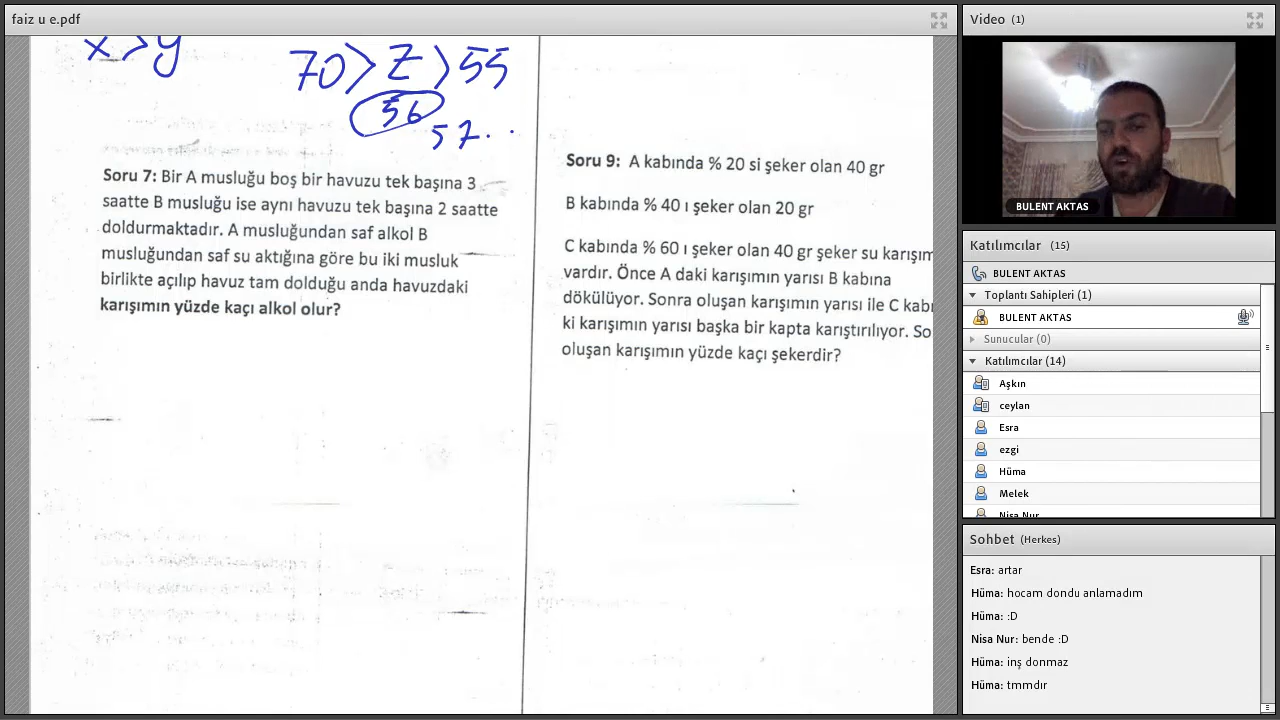 faiz u e.pdf
x > y
70 > Z > 55
56
57..
Soru 7: Bir A musluğu boş bir havuzu tek başına 3
saatte B musluğu ise aynı havuzu tek başına 2 saatte
doldurmaktadır. A musluğundan saf alkol B
musluğundan saf su aktığına göre bu iki musluk
birlikte açılıp havuz tam dolduğu anda havuzdaki
karışımın yüzde kaçı alkol olur?
Soru 9: A kabında % 20 si şeker olan 40 gr
B kabında % 40 ı şeker olan 20 gr
C kabında % 60 ı şeker olan 40 gr şeker su karışım
vardır. Önce A daki karışımın yarısı B kabına
dökülüyor. Sonra oluşan karışımın yarısı ile C kabı
ki karışımın yarısı başka bir kapta karıştırılıyor. So
oluşan karışımın yüzde kaçı şekerdir?
Video (1)
BULENT AKTAS
Katılımcılar (15)
BULENT AKTAS
Toplantı Sahipleri (1)
BULENT AKTAS
Sunucular (0)
Katılımcılar (14)
Aşkın
ceylan
Esra
ezgi
Hüma
Melek
Nisa Nur
Sohbet (Herkes)
Esra: artar
Hüma: hocam dondu anlamadım
Hüma: :D
Nisa Nur: bende :D
Hüma: inş donmaz
Hüma: tmmdır